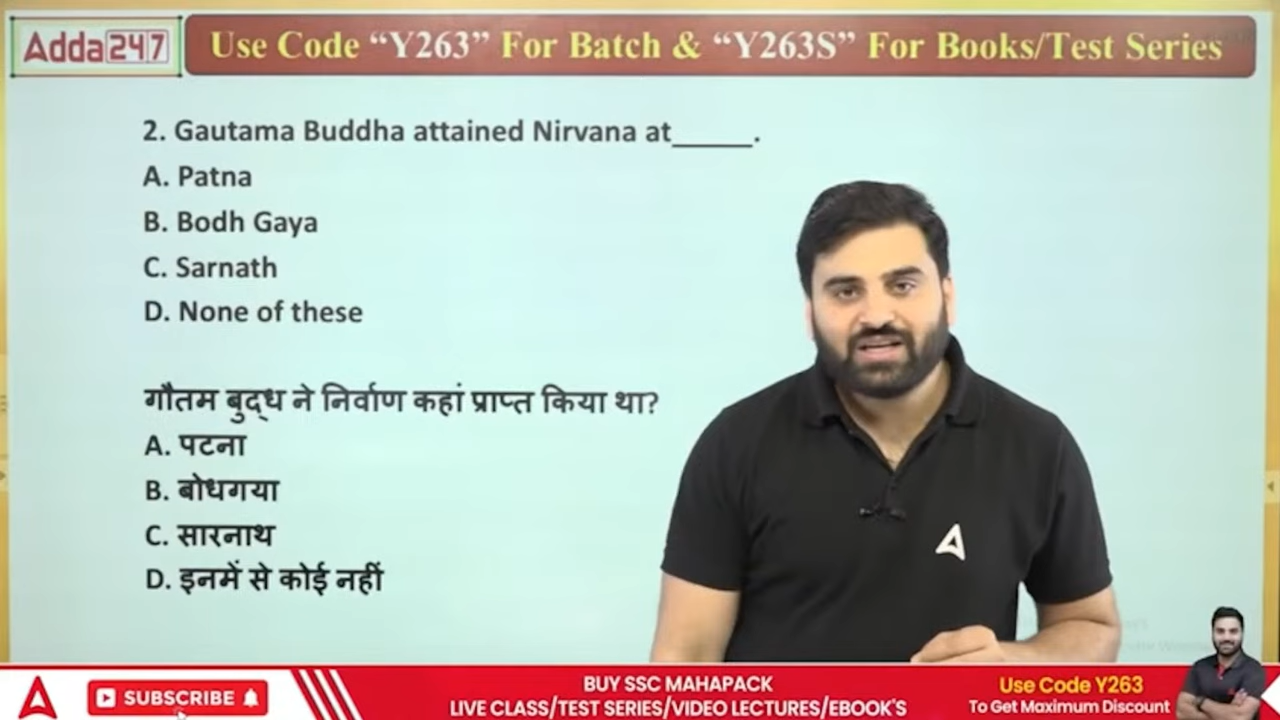 Adda247
Use Code “Y263” For Batch & “Y263S” For Books/Test Series
2. Gautama Buddha attained Nirvana at_____.
A. Patna
B. Bodh Gaya
C. Sarnath
D. None of these
गौतम बुद्ध ने निर्वाण कहां प्राप्त किया था?
A. पटना
B. बोधगया
C. सारनाथ
D. इनमें से कोई नहीं
SUBSCRIBE
BUY SSC MAHAPACK
LIVE CLASS/TEST SERIES/VIDEO LECTURES/EBOOK'S
Use Code Y263
To Get Maximum Discount